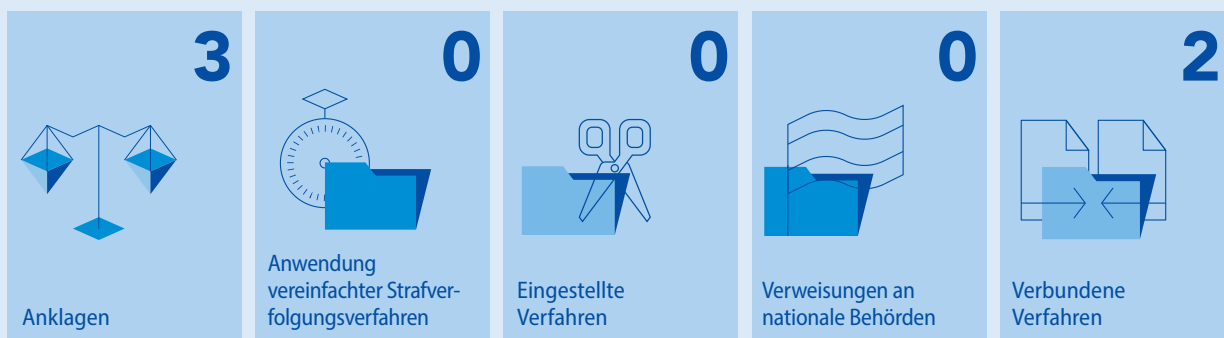 3
Anklagen
0
Anwendung
vereinfachter Strafver-
folgungsverfahren
0
Eingestellte
Verfahren
0
Verweisungen an
nationale Behörden
2
Verbundene
Verfahren